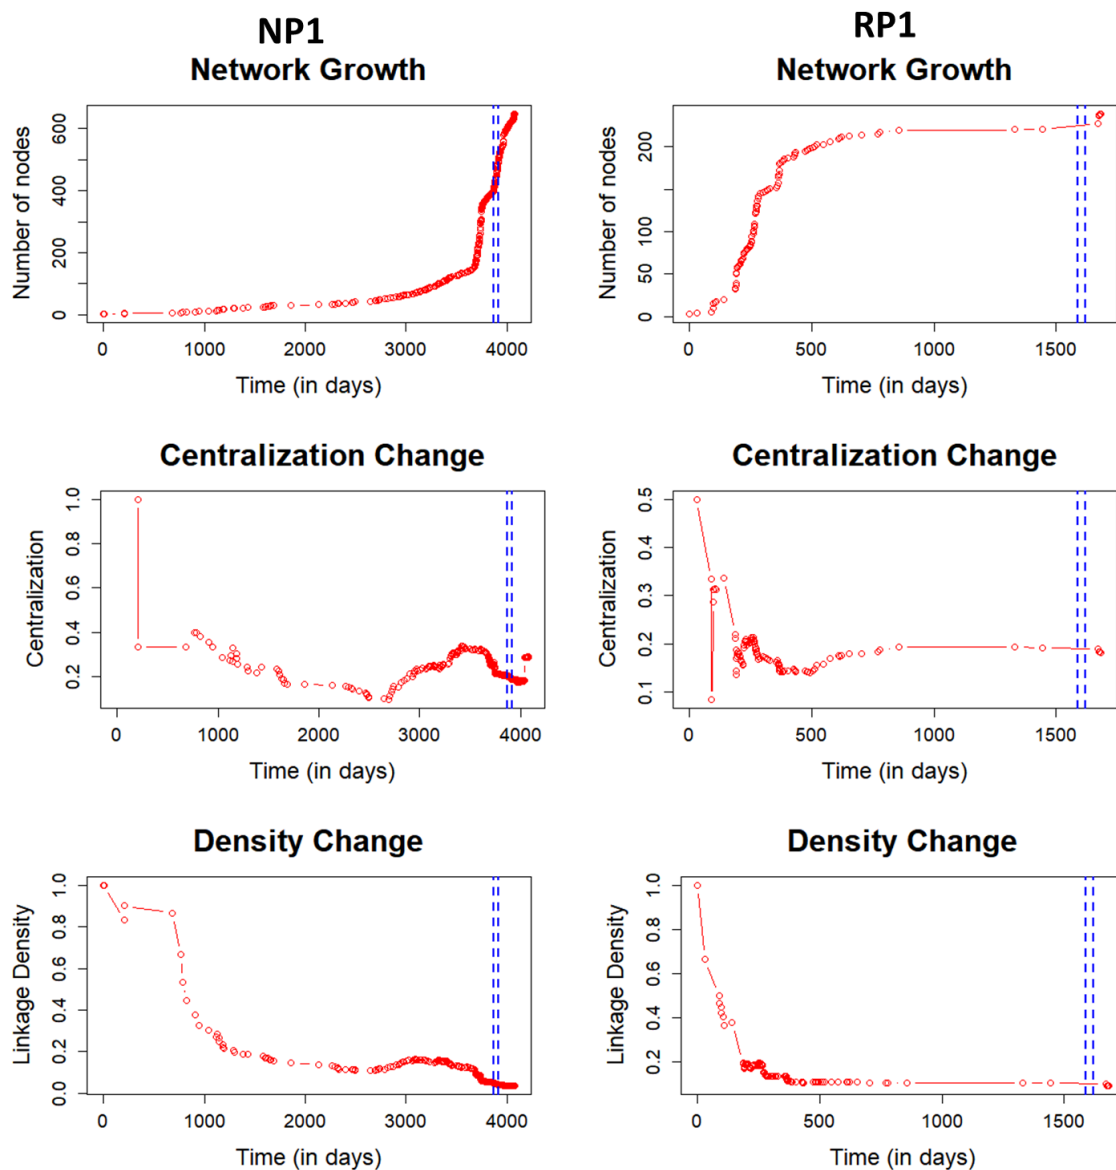 NP1
Network Growth
Number of nodes
600
400
200
0
0 1000 2000 3000 4000
Time (in days)
RP1
Network Growth
Number of nodes
200
100
50
0
0 500 1000 1500
Time (in days)
Centralization Change
Centralization
1.0
0.8
0.6
0.4
0.2
0 1000 2000 3000 4000
Time (in days)
Centralization Change
Centralization
0.5
0.4
0.3
0.2
0.1
0 500 1000 1500
Time (in days)
Density Change
Linkage Density
1.0
0.8
0.6
0.4
0.2
0.0
0 1000 2000 3000 4000
Time (in days)
Density Change
Linkage Density
1.0
0.8
0.6
0.4
0.2
0 500 1000 1500
Time (in days)